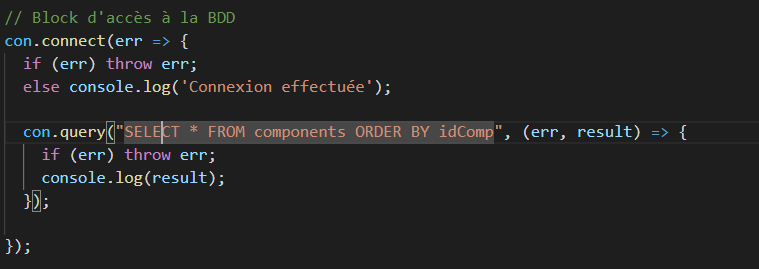 // Block d'accès à la BDD
con.connect(err => {
if (err) throw err;
else console.log('Connexion effectuée');
con.query("SELECT * FROM components ORDER BY idComp", (err, result) => {
if (err) throw err;
console.log(result);
});
});